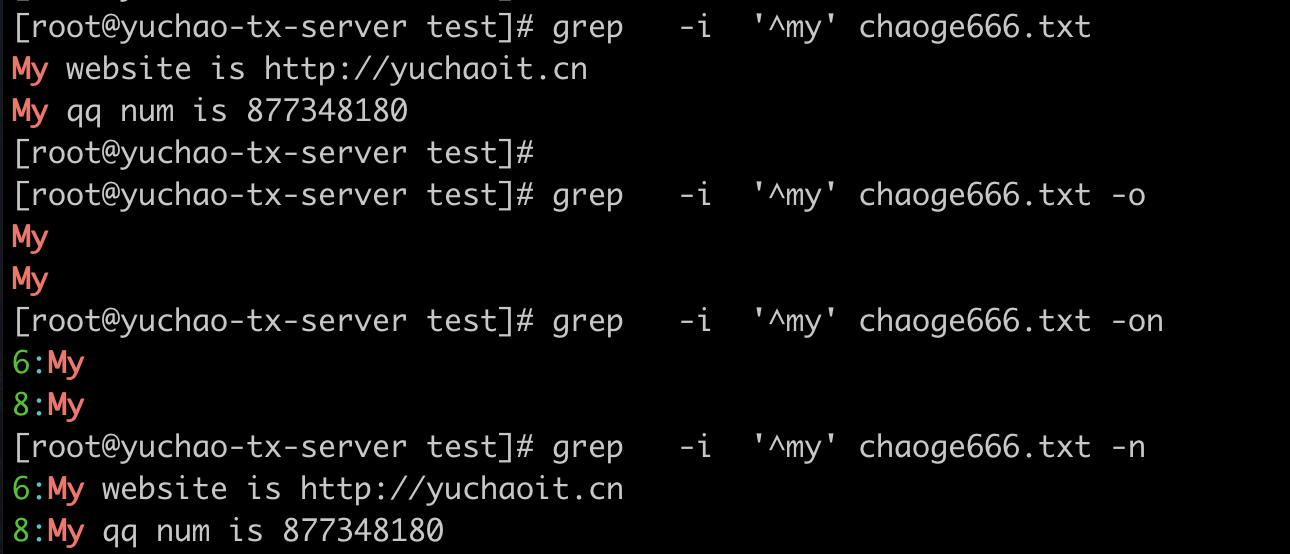 [root@yuchao-tx-server test]# grep   -i  '^my' chaoge666.txt
My website is http://yuchaoit.cn
My qq num is 877348180
[root@yuchao-tx-server test]#
[root@yuchao-tx-server test]# grep   -i  '^my' chaoge666.txt -o
My
My
[root@yuchao-tx-server test]# grep   -i  '^my' chaoge666.txt -on
6:My
8:My
[root@yuchao-tx-server test]# grep   -i  '^my' chaoge666.txt -n
6:My website is http://yuchaoit.cn
8:My qq num is 877348180